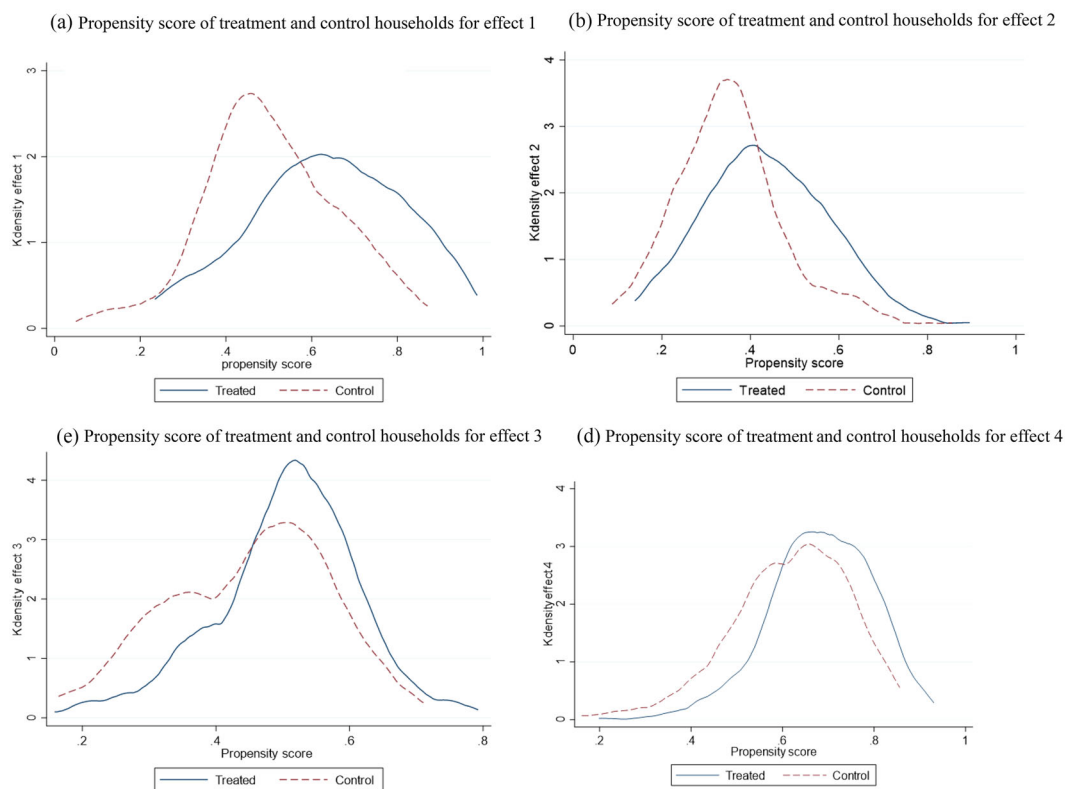 (a) Propensity score of treatment and control households for effect 1
Kdensity effect 1
3
2
1
0
0 .2 .4 .6 .8 1
propensity score
Treated Control
(b) Propensity score of treatment and control households for effect 2
Kdensity effect 2
4
3
2
1
0
0 .2 .4 .6 .8 1
Propensity score
Treated Control
(e) Propensity score of treatment and control households for effect 3
Kdensity effect 3
4
3
2
1
0
.2 .4 .6 .8
Propensity score
Treated Control
(d) Propensity score of treatment and control households for effect 4
Kdensity effect 4
4
3
2
1
0
.2 .4 .6 .8 1
Propensity score
Treated Control